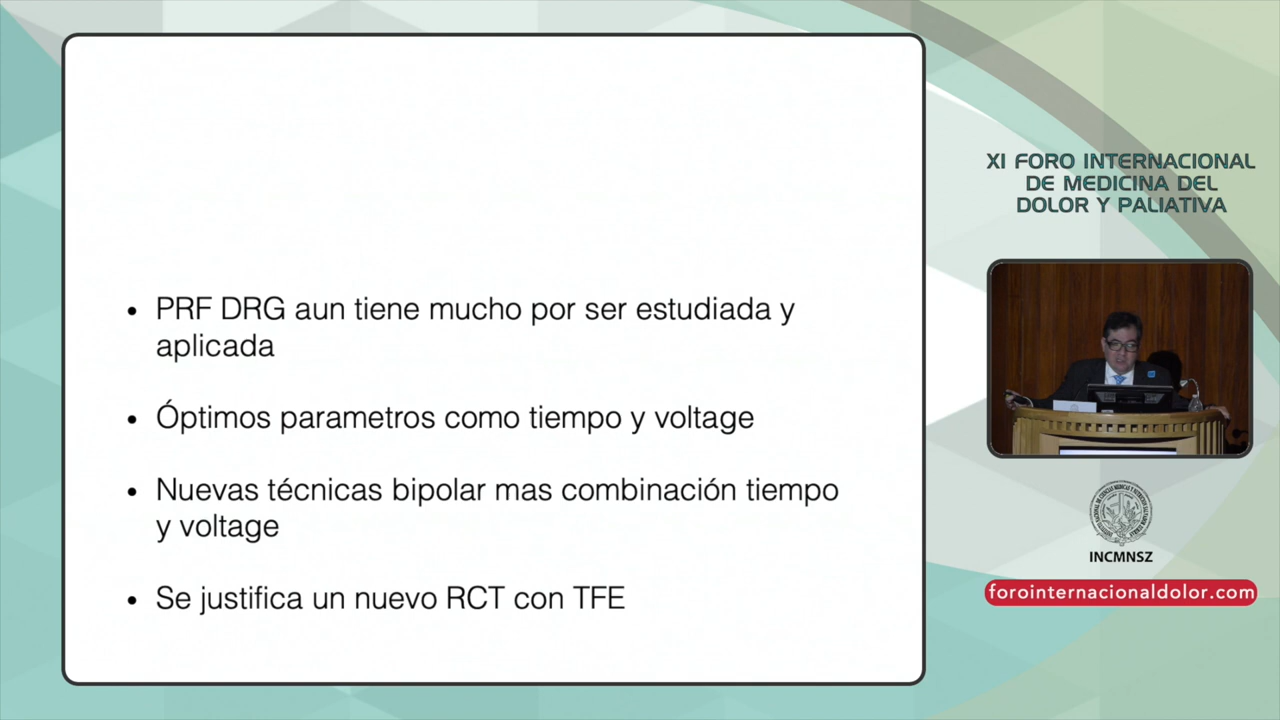 • PRF DRG aun tiene mucho por ser estudiada y
aplicada
• Óptimos parametros como tiempo y voltage
• Nuevas técnicas bipolar mas combinación tiempo
y voltage
• Se justifica un nuevo RCT con TFE
XI FORO INTERNACIONAL
DE MEDICINA DEL
DOLOR Y PALIATIVA
INCMNSZ
forointernacionaldolor.com